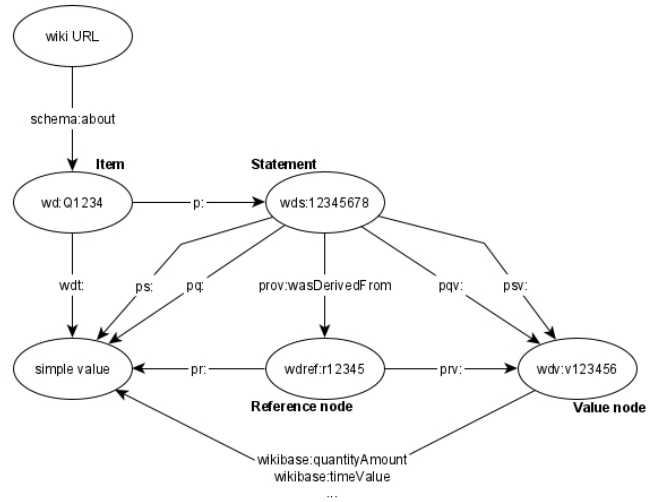 wiki URL
schema:about
Item
Statement
wd:Q1234
p:
wds:12345678
wdt:
ps:
pq:
prov:wasDerivedFrom
pqv:
psv:
simple value
pr:
wdref:r12345
prv:
wdv:v123456
Reference node
Value node
wikibase:quantityAmount
wikibase:timeValue
...